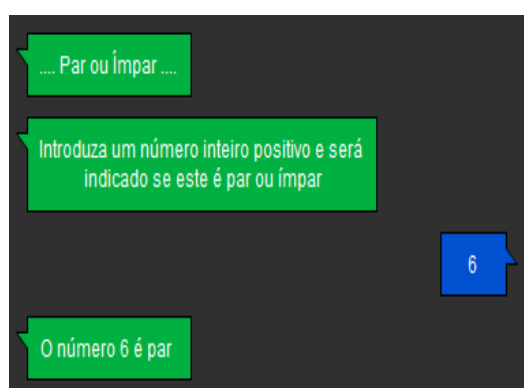 .... Par ou Ímpar ....
Introduza um número inteiro positivo e será
indicado se este é par ou ímpar
6
O número 6 é par